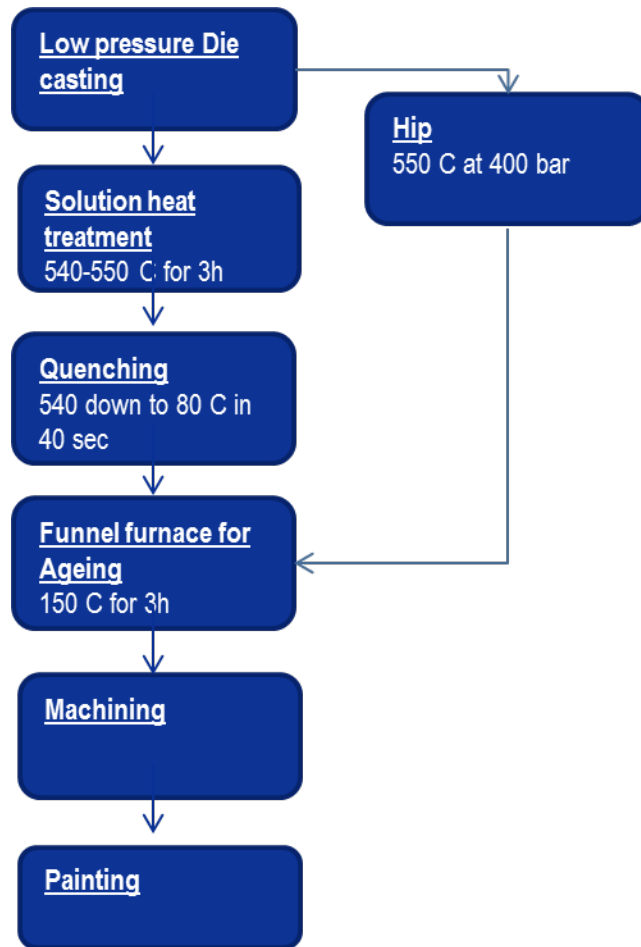 Low pressure Die
casting
Hip
550 C at 400 bar
Solution heat
treatment
540-550 C for 3h
Quenching
540 down to 80 C in
40 sec
Funnel furnace for
Ageing
150 C for 3h
Machining
Painting